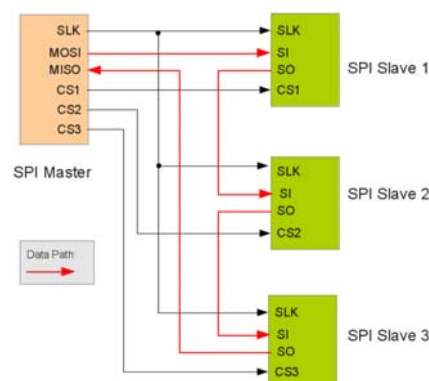 SLK
MOSI
MISO
CS1
CS2
CS3
SPI Master
SLK
SI
SO
CS1
SPI Slave 1
SLK
SI
SO
CS2
SPI Slave 2
SLK
SI
SO
CS3
SPI Slave 3
Data Path: